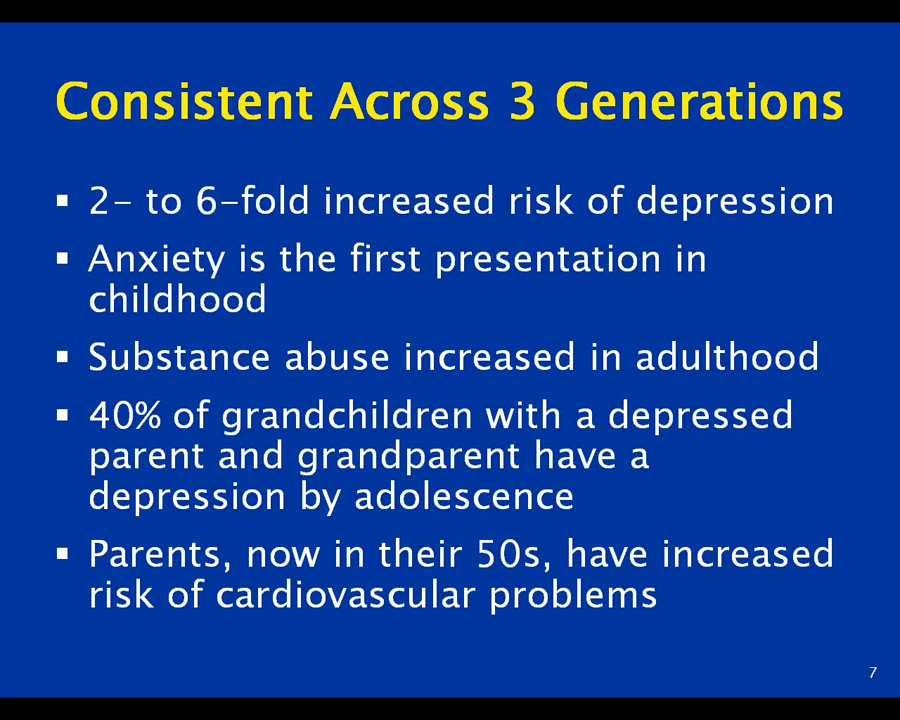 Consistent Across 3 Generations
▪ 2- to 6-fold increased risk of depression
▪ Anxiety is the first presentation in
childhood
▪ Substance abuse increased in adulthood
▪ 40% of grandchildren with a depressed
parent and grandparent have a
depression by adolescence
▪ Parents, now in their 50s, have increased
risk of cardiovascular problems
7